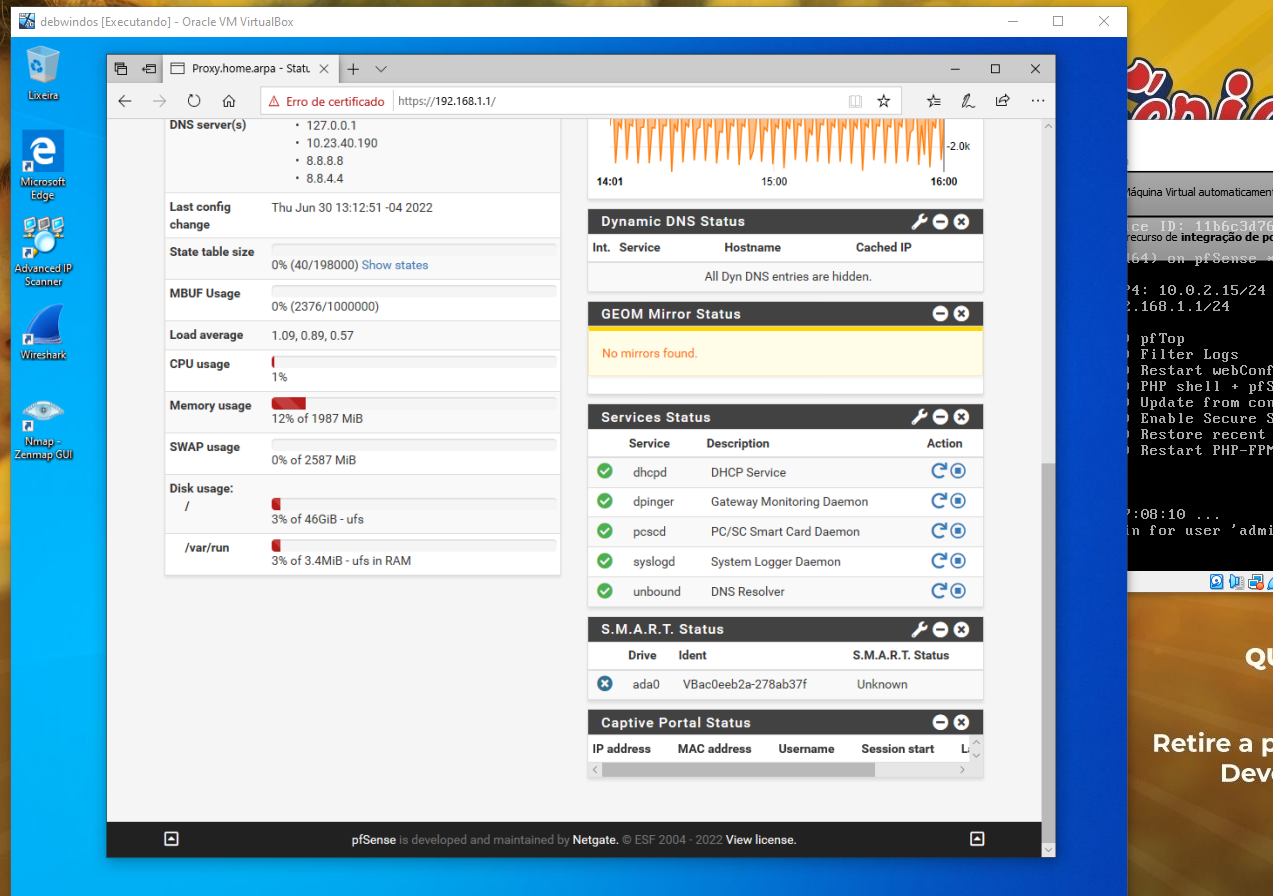 debwindos [Executando] - Oracle VM VirtualBox
Lixeira
Microsoft
Edge
Advanced IP
Scanner
Wireshark
Nmap -
Zenmap GUI
Proxy.home.arpa - Statu
Erro de certificado
https://192.168.1.1/
DNS server(s)
• 127.0.0.1
• 10.23.40.190
• 8.8.8.8
• 8.8.4.4
Last config
change
Thu Jun 30 13:12:51 -04 2022
State table size
0% (40/198000) Show states
MBUF Usage
0% (2376/1000000)
Load average
1.09, 0.89, 0.57
CPU usage
1%
Memory usage
12% of 1987 MiB
SWAP usage
0% of 2587 MiB
Disk usage:
/
3% of 46GiB - ufs
/var/run
3% of 3.4MiB - ufs in RAM
-2.0k
14:01 15:00 16:00
Dynamic DNS Status
Int. Service Hostname Cached IP
All Dyn DNS entries are hidden.
GEOM Mirror Status
No mirrors found.
Services Status
Service Description Action
dhcpd DHCP Service
dpinger Gateway Monitoring Daemon
pcscd PC/SC Smart Card Daemon
syslogd System Logger Daemon
unbound DNS Resolver
S.M.A.R.T. Status
Drive Ident S.M.A.R.T. Status
ada0 VBac0eeb2a-278ab37f Unknown
Captive Portal Status
IP address MAC address Username Session start
pfSense is developed and maintained by Netgate. © ESF 2004 - 2022 View license.
Máquina Virtual automaticament
ice ID: 11b6c3d76
recurso de integração de po
64) on pfSense
P4: 10.0.2.15/24
2.168.1.1/24
) pfTop
) Filter Logs
) Restart webConf
) PHP shell + pfS
) Update from con
) Enable Secure S
) Restore recent
) Restart PHP-FPM
7:08:10 ...
in for user 'admi
QU
Retire a p
Deve